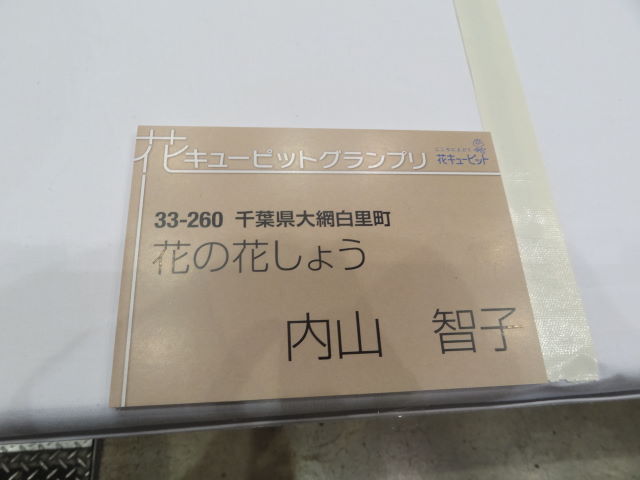 花キューピットグランプリ
花キューピット
33-260 千葉県大網白里町
花の花しょう
内山 智子